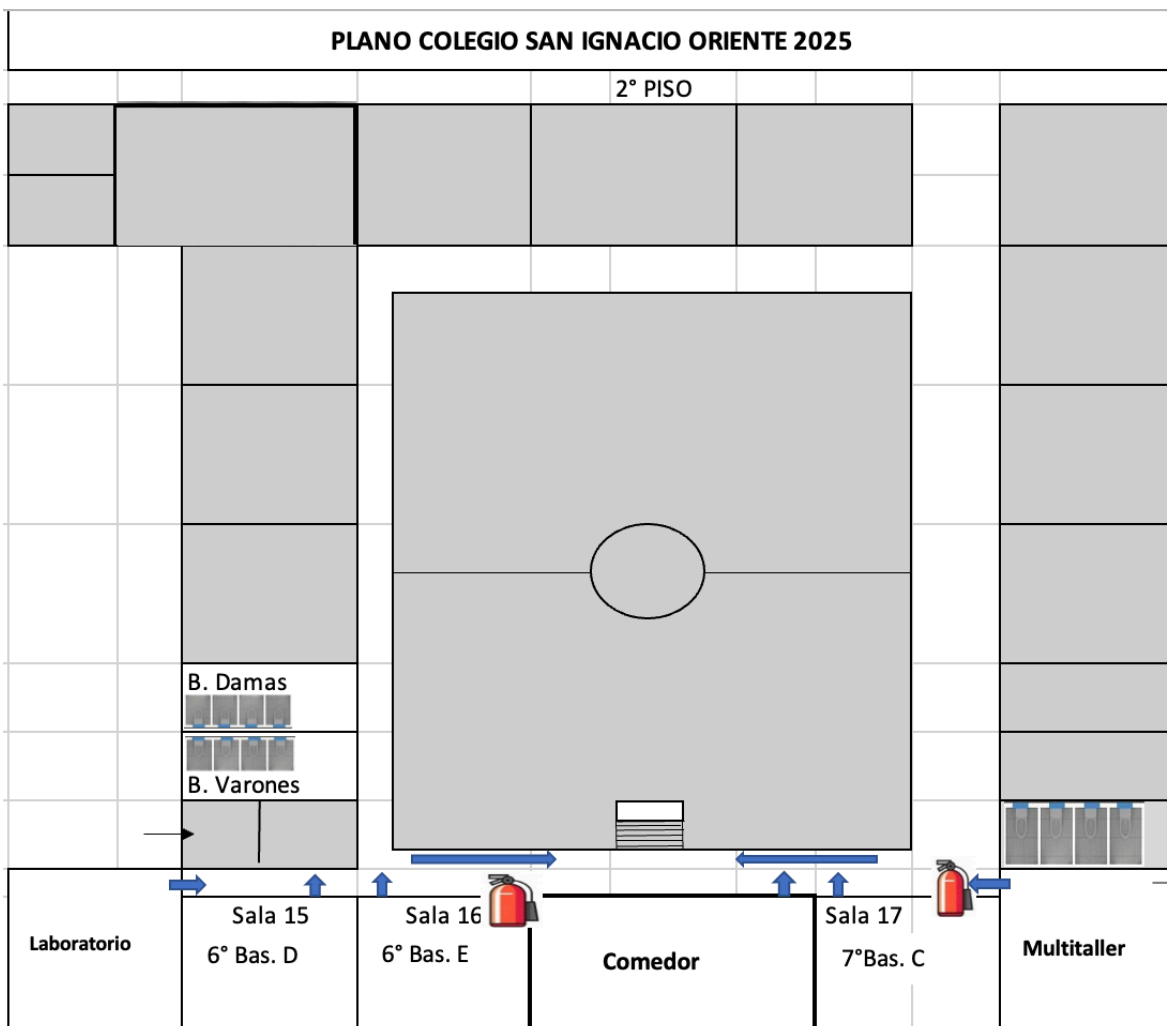 PLANO COLEGIO SAN IGNACIO ORIENTE 2025
2° PISO
B. Damas
B. Varones
Laboratorio
Sala 15
6° Bas. D
Sala 16
6° Bas. E
Comedor
Sala 17
7°Bas. C
Multitaller